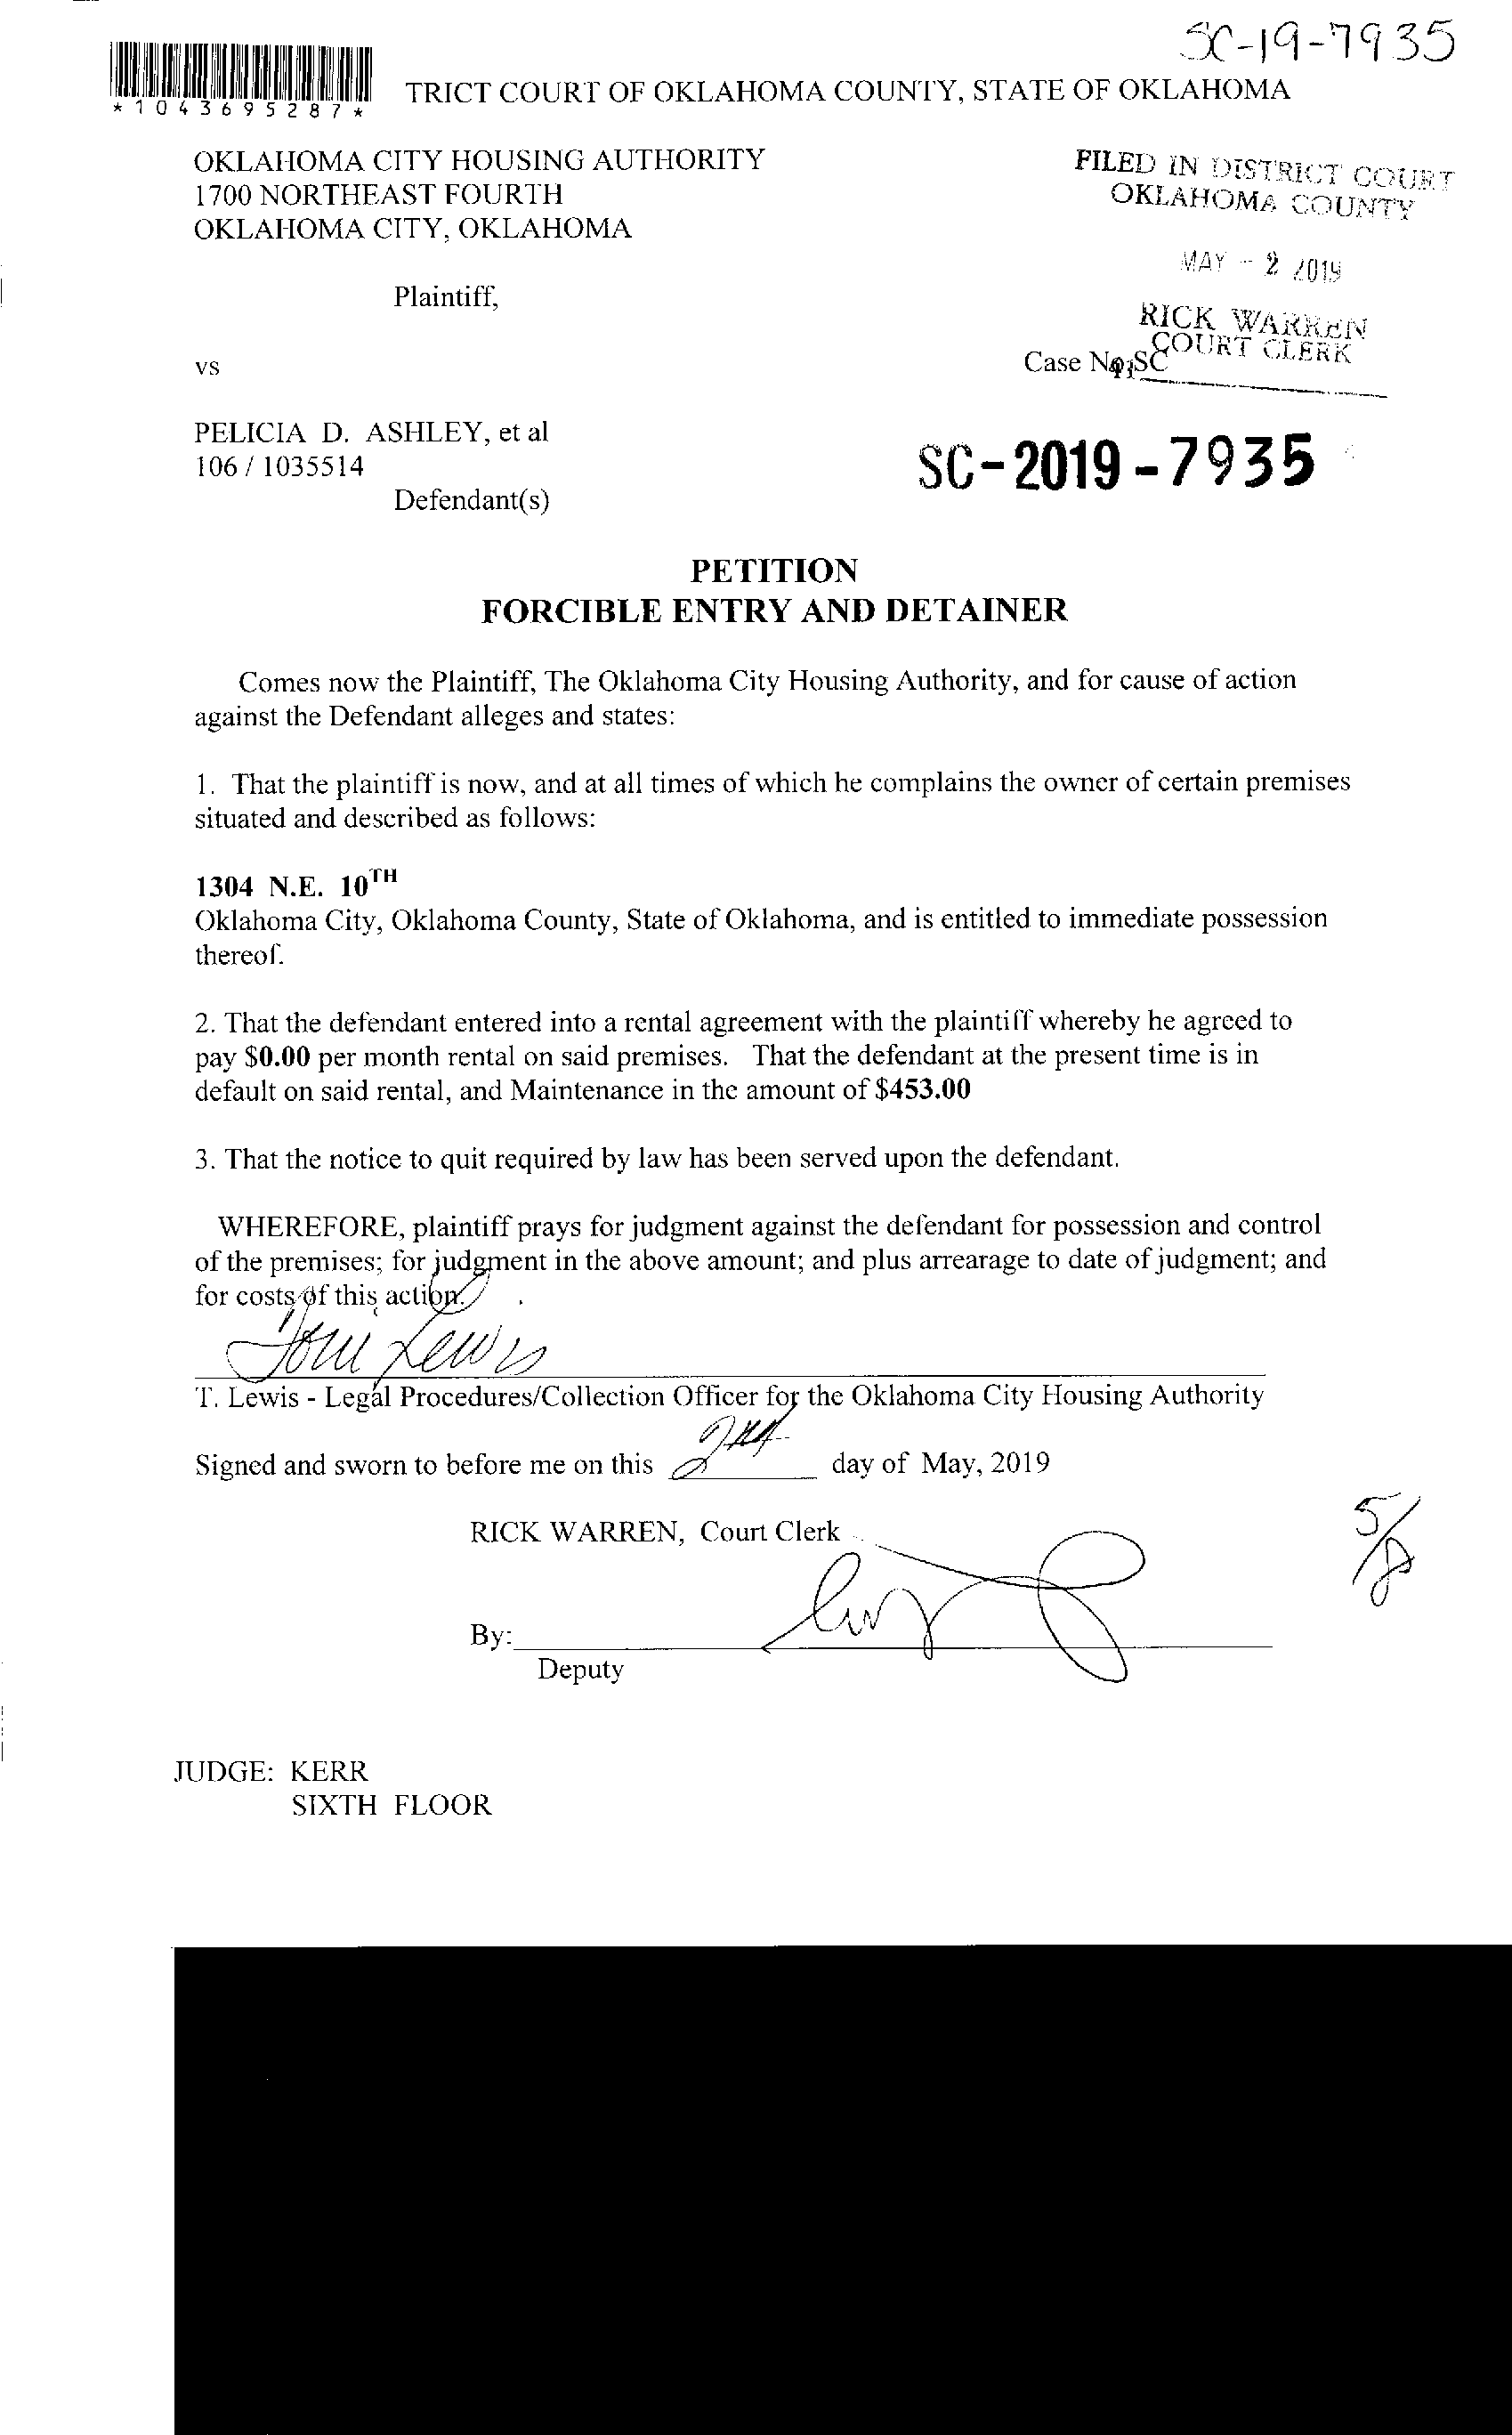 SC-19-7935
*1043695287*
TRICT COURT OF OKLAHOMA COUNTY, STATE OF OKLAHOMA
OKLAHOMA CITY HOUSING AUTHORITY
1700 NORTHEAST FOURTH
OKLAHOMA CITY, OKLAHOMA
FILED IN DISTRICT COURT
OKLAHOMA COUNTY
MAY - 2 2019
Plaintiff,
RICK WARREN
COURT CLERK
vs
Case No. SC
PELICIA D. ASHLEY, et al
106 / 1035514
SC-2019-7935
Defendant(s)
PETITION
FORCIBLE ENTRY AND DETAINER
Comes now the Plaintiff, The Oklahoma City Housing Authority, and for cause of action
against the Defendant alleges and states:
1. That the plaintiff is now, and at all times of which he complains the owner of certain premises
situated and described as follows:
1304 N.E. 10TH
Oklahoma City, Oklahoma County, State of Oklahoma, and is entitled to immediate possession
thereof.
2. That the defendant entered into a rental agreement with the plaintiff whereby he agreed to
pay $0.00 per month rental on said premises. That the defendant at the present time is in
default on said rental, and Maintenance in the amount of $453.00
3. That the notice to quit required by law has been served upon the defendant.
WHEREFORE, plaintiff prays for judgment against the defendant for possession and control
of the premises; for judgment in the above amount; and plus arrearage to date of judgment; and
for costs of this action.
T. Lewis - Legal Procedures/Collection Officer for the Oklahoma City Housing Authority
Signed and sworn to before me on this 2nd day of May, 2019
RICK WARREN, Court Clerk
5/8
By:
Deputy
JUDGE: KERR
SIXTH FLOOR